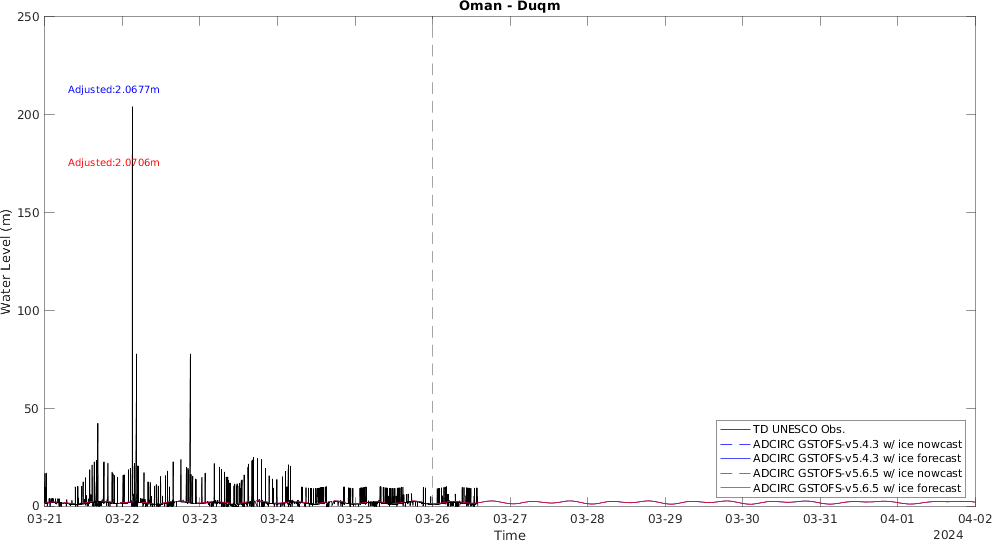 Oman - Duqm
250
200
150
100
50
0
Water Level (m)
Adjusted:2.0677m
Adjusted:2.0706m
TD UNESCO Obs.
ADCIRC GSTOFS-v5.4.3 w/ ice nowcast
ADCIRC GSTOFS-v5.4.3 w/ ice forecast
ADCIRC GSTOFS-v5.6.5 w/ ice nowcast
ADCIRC GSTOFS-v5.6.5 w/ ice forecast
03-21 03-22 03-23 03-24 03-25 03-26 03-27 03-28 03-29 03-30 03-31 04-01 04-02
Time
2024